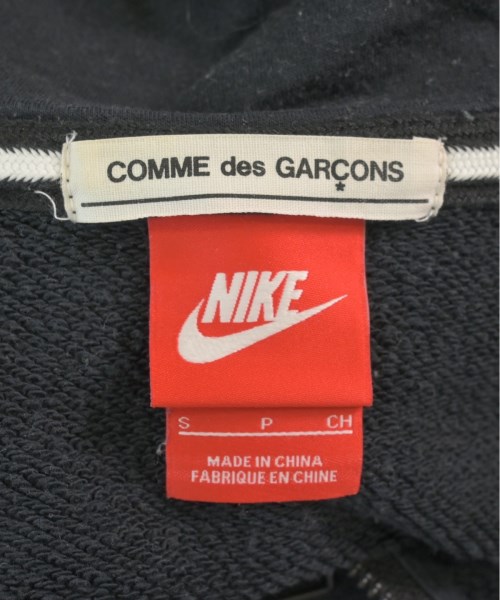 COMME des GARÇONS
NIKE
S P CH
MADE IN CHINA
FABRIQUE EN CHINE